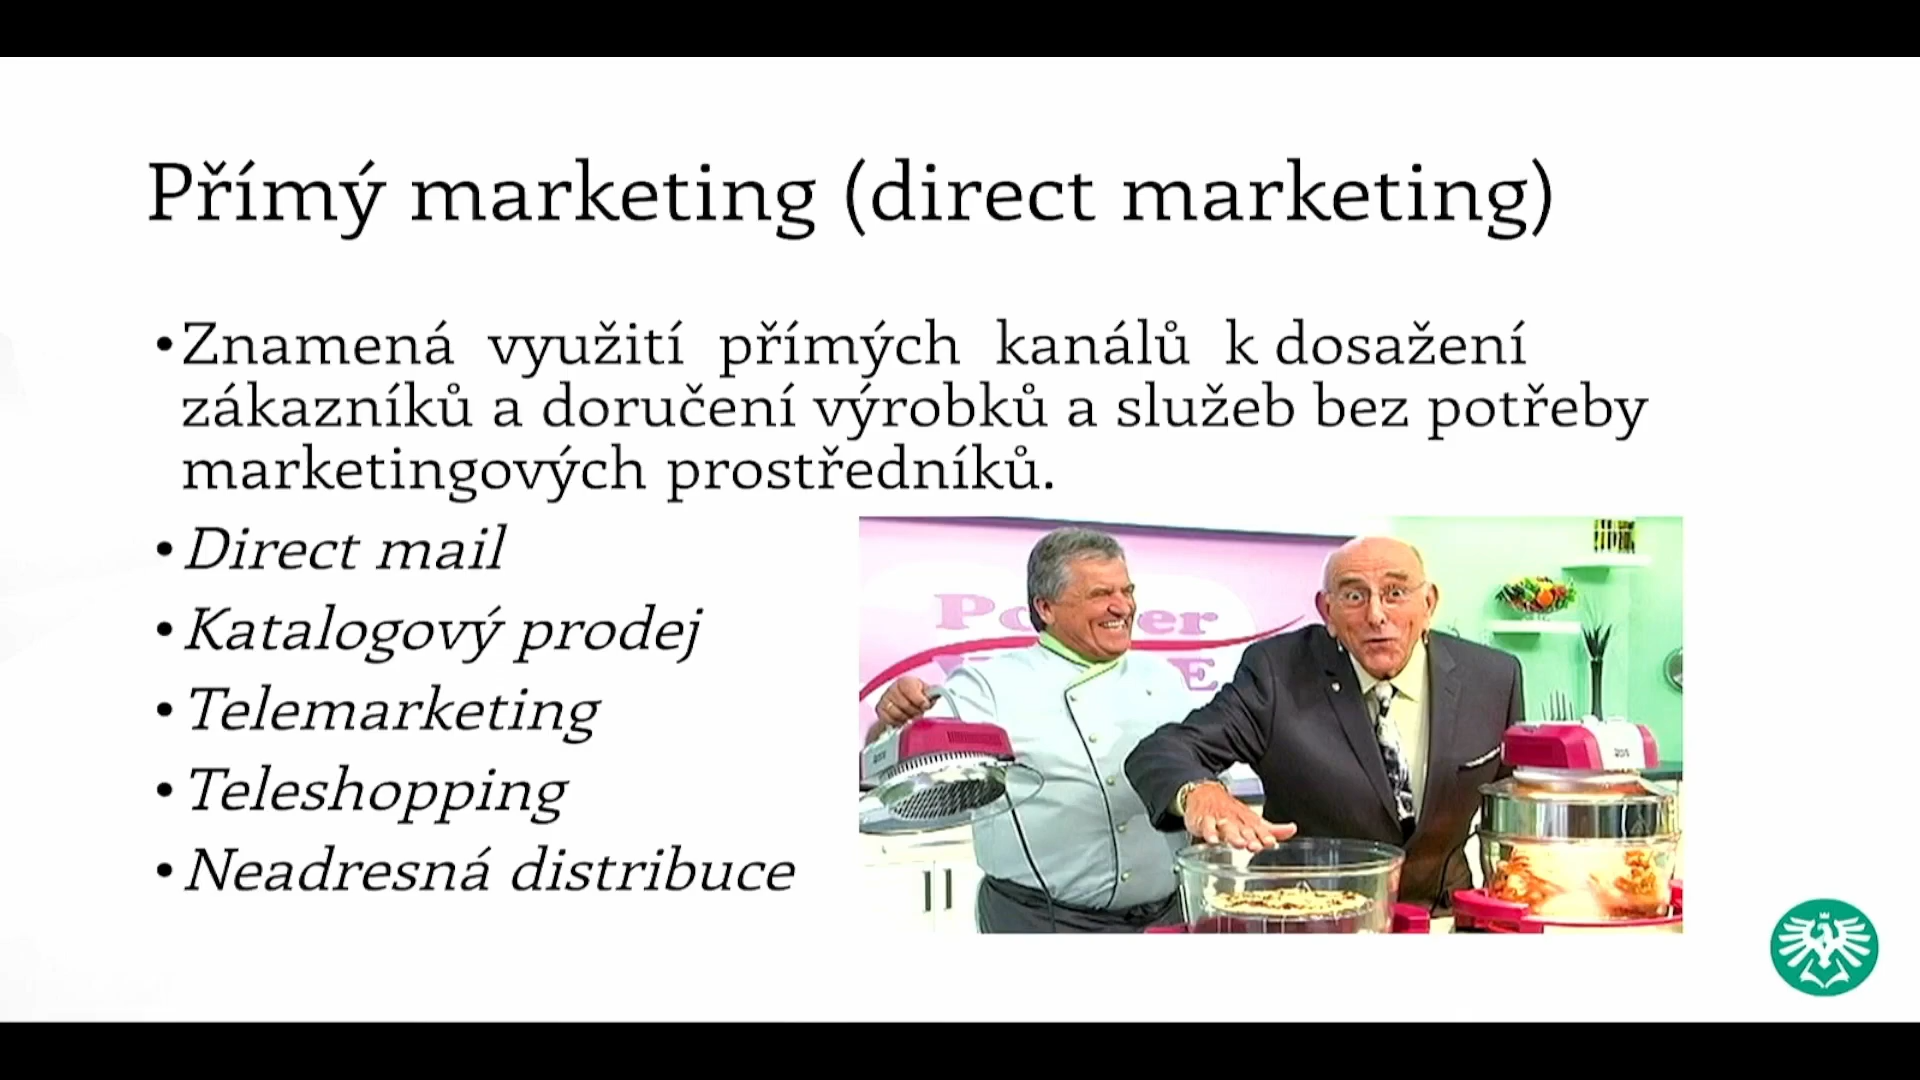 Přímý marketing (direct marketing)
•Znamená využití přímých kanálů k dosažení
zákazníků a doručení výrobků a služeb bez potřeby
marketingových prostředníků.
•Direct mail
•Katalogový prodej
•Telemarketing
•Teleshopping
•Neadresná distribuce